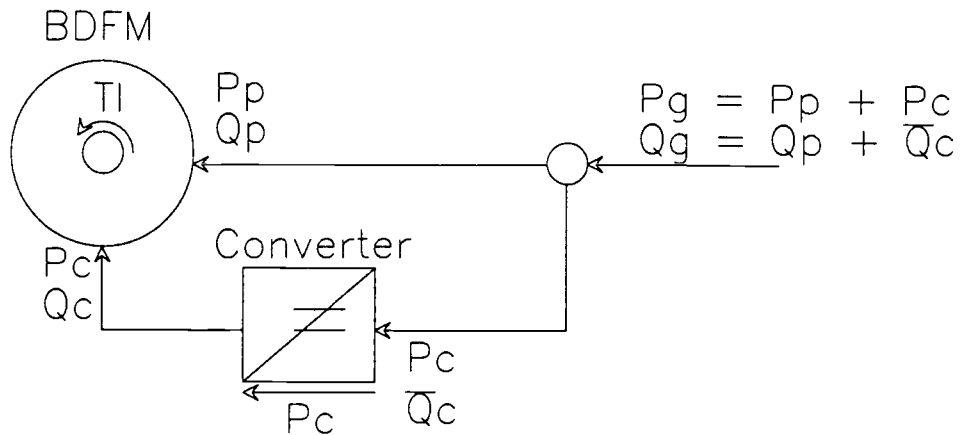 BDFM
Tl
Pp
Qp
Pg = Pp + Pc
Qg = Qp + Q̅c
Converter
Pc
Qc
Pc
Q̅c
Pc